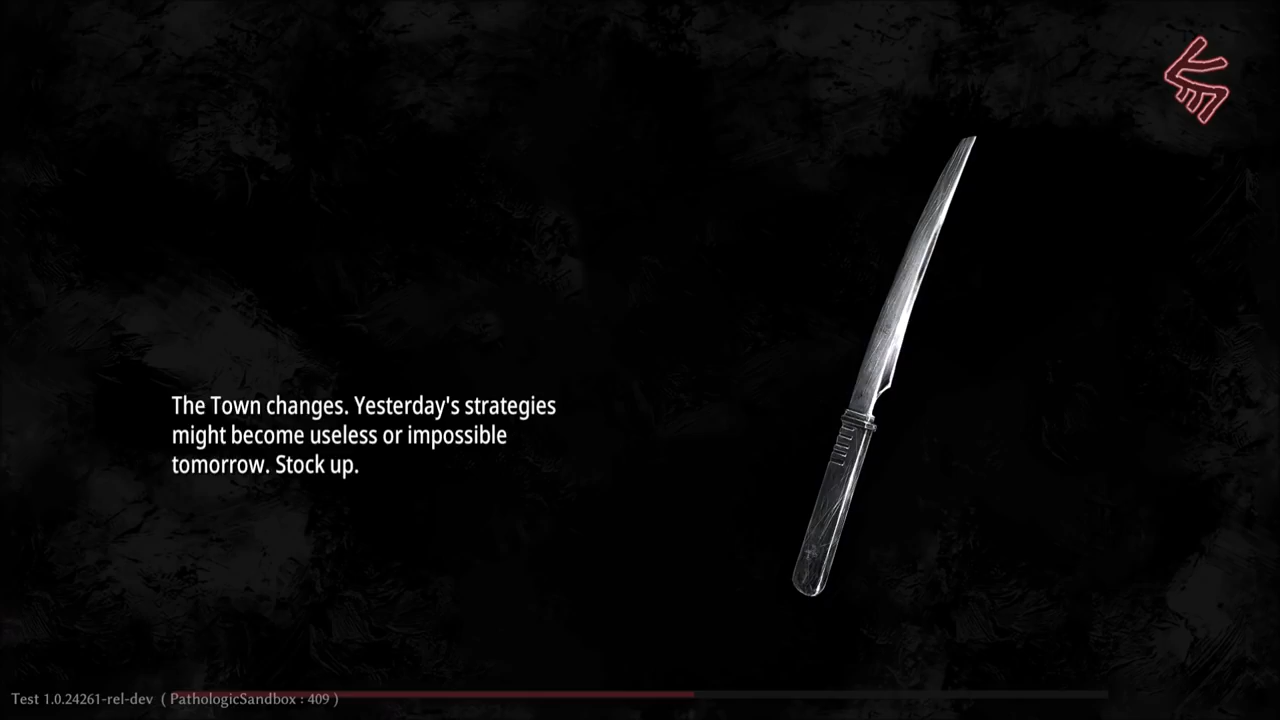 The Town changes. Yesterday's strategies
might become useless or impossible
tomorrow. Stock up.
Test 1.0.24261-rel-dev ( PathologicSandbox : 409 )